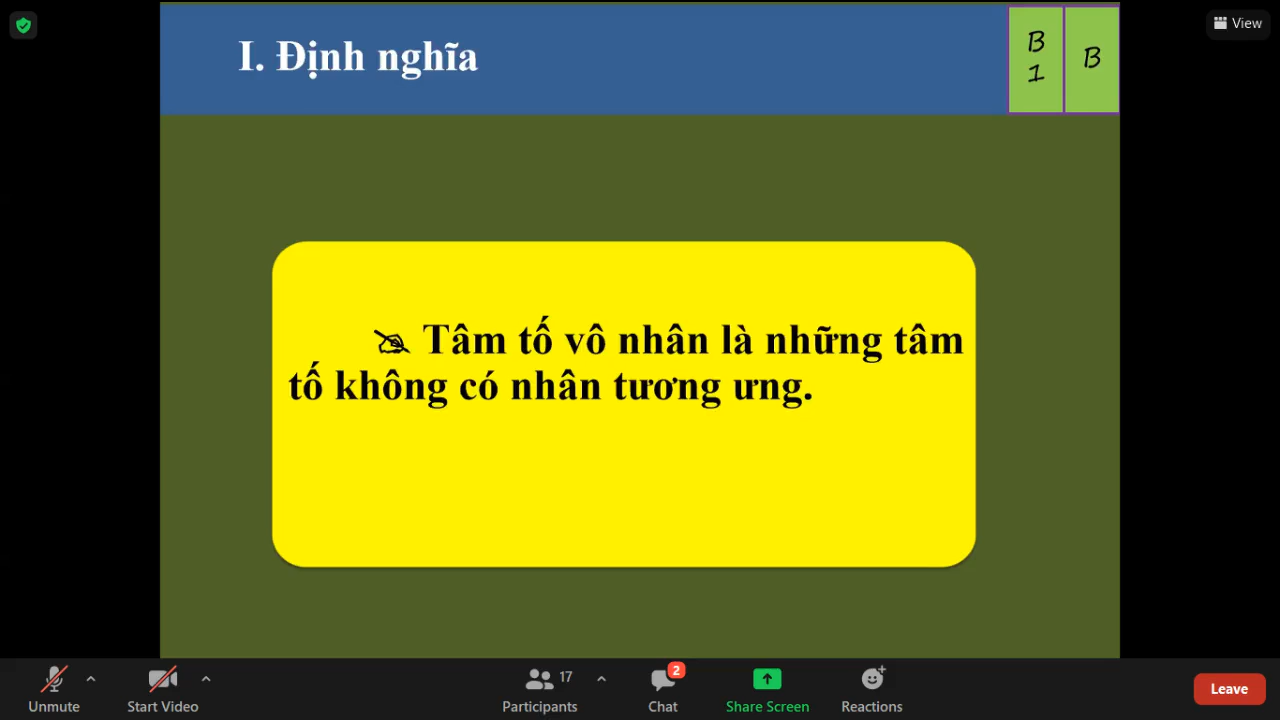 View
I. Định nghĩa
B
1
B
Tâm tố vô nhân là những tâm
tố không có nhân tương ưng.
Unmute
Start Video
17
Participants
2
Chat
Share Screen
Reactions
Leave